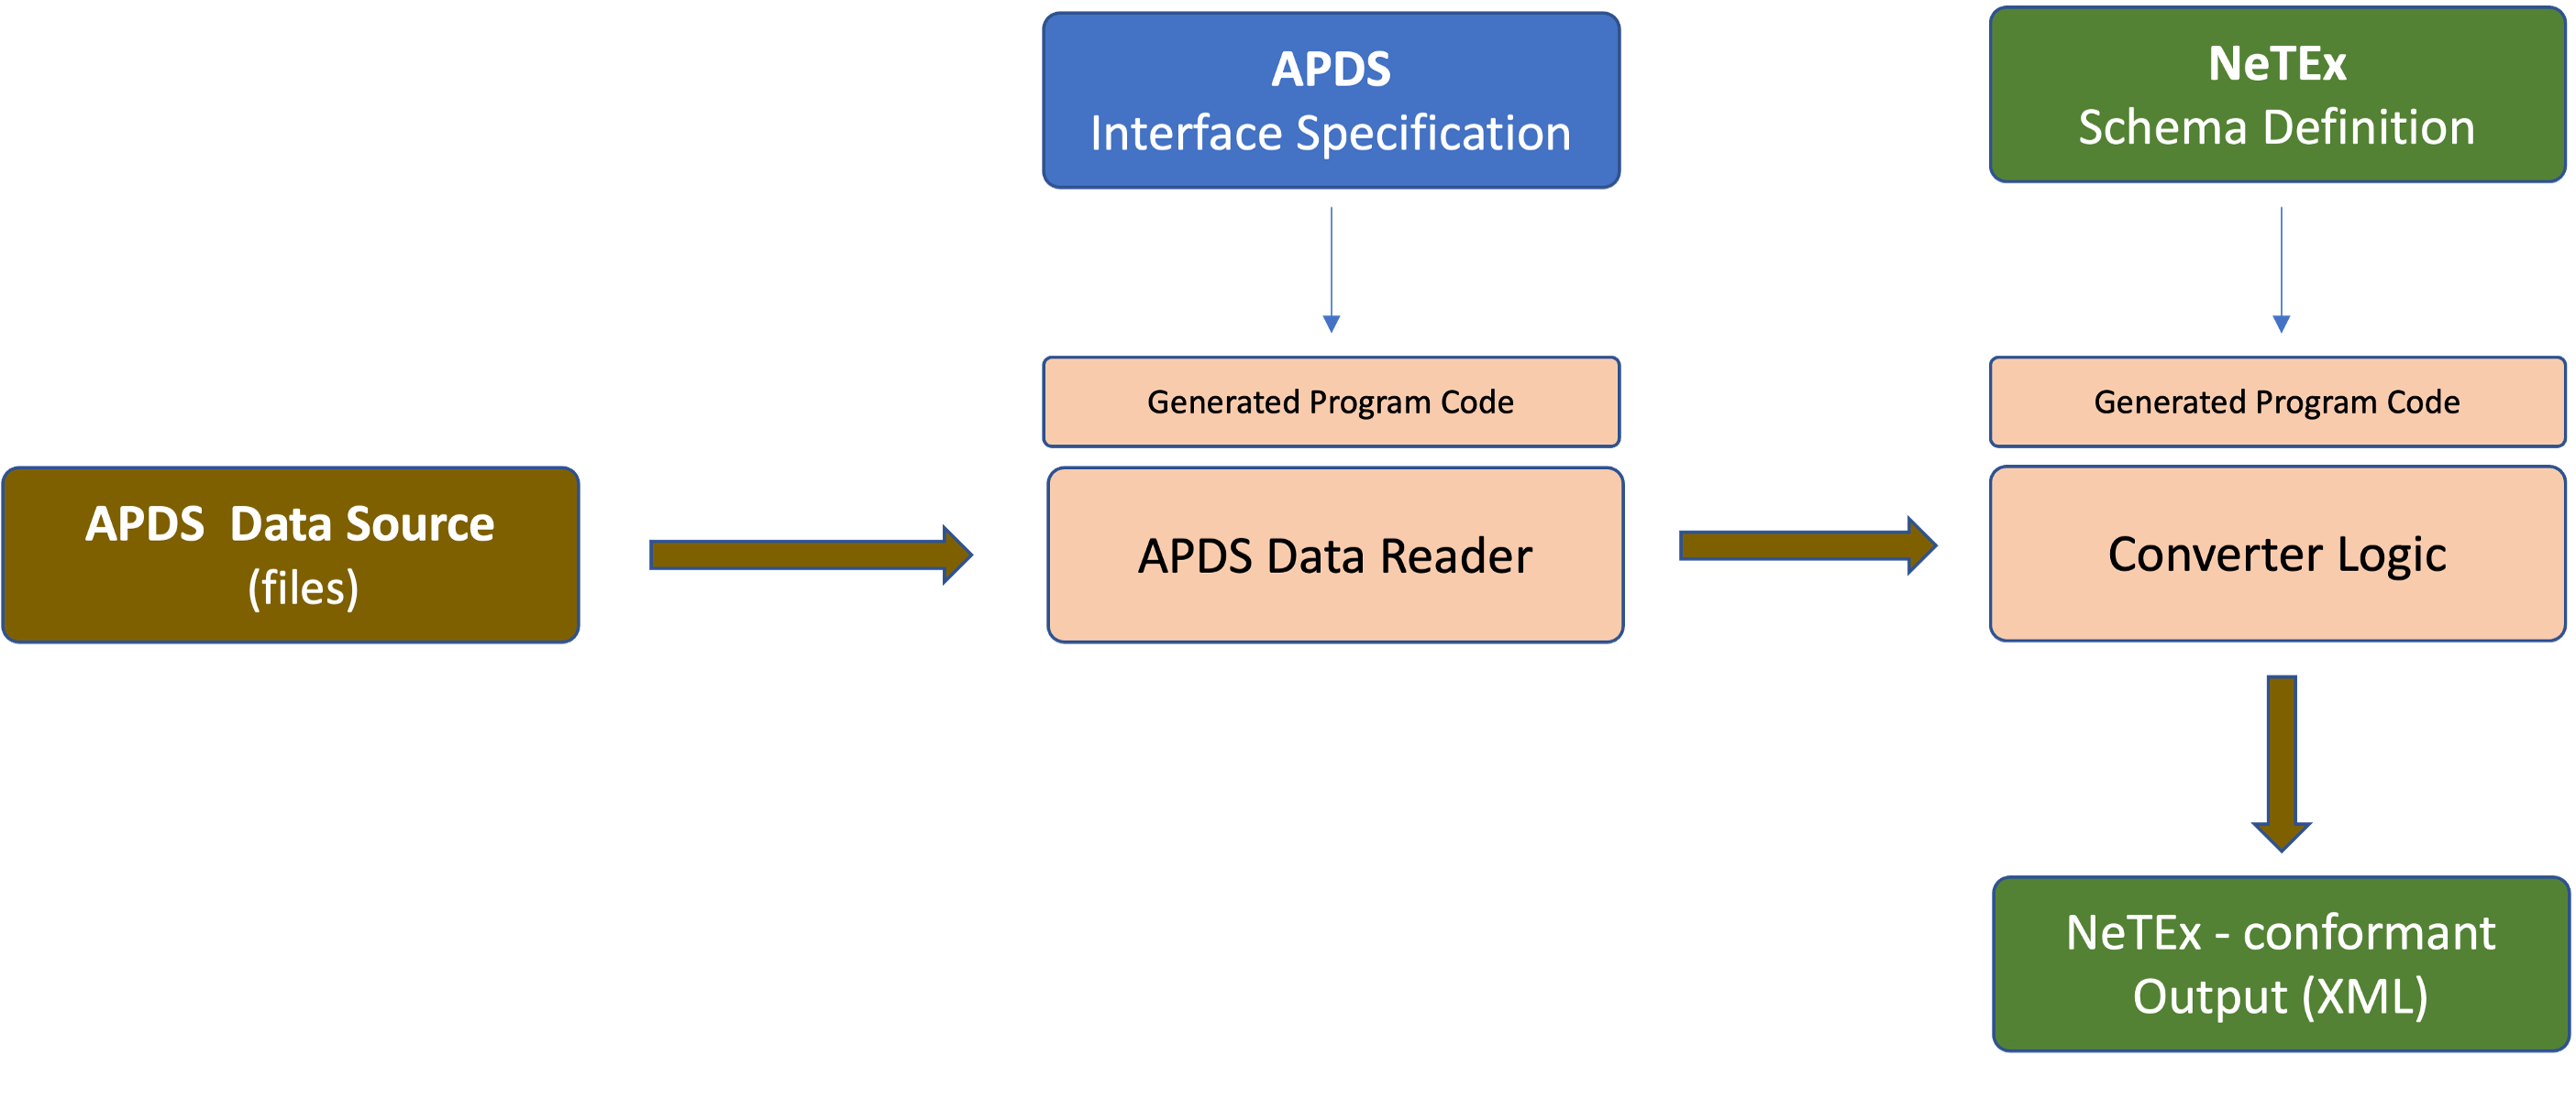 APDS
Interface Specification
NeTEx
Schema Definition
Generated Program Code
Generated Program Code
APDS  Data Source
(files)
APDS Data Reader
Converter Logic
NeTEx - conformant
Output (XML)